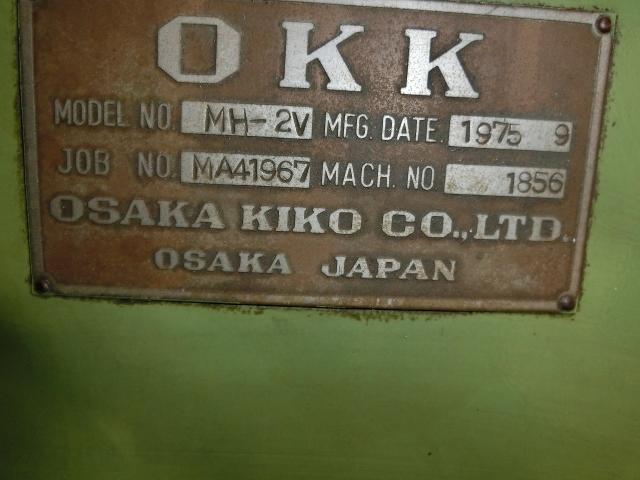 OKK
MODEL NO. MH-2V MFG. DATE. 1975 9
JOB NO. MA41967 MACH. NO 1856
OSAKA KIKO CO.,LTD.,
OSAKA JAPAN